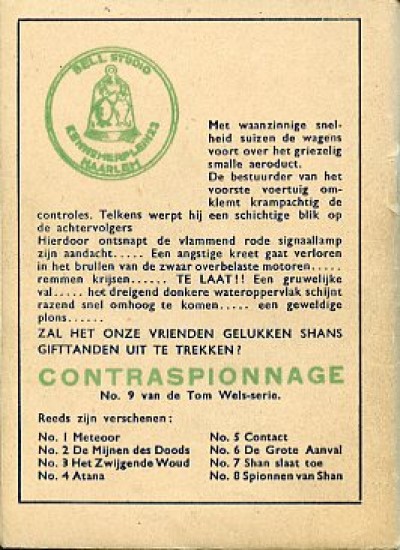 BELL STUDIO
KENNEMERPLEIN 23
HAARLEM
Met waanzinnige snel-
heid suizen de wagens
voort over het griezelig
smalle aeroduct.
De bestuurder van het
voorste voertuig om-
klemt krampachtig de
controles. Telkens werpt hij een schichtige blik op
de achtervolgers
Hierdoor ontsnapt de vlammend rode signaallamp
zijn aandacht..... Een angstige kreet gaat verloren
in het brullen van de zwaar overbelaste motoren.....
remmen krijsen...... TE LAAT!! Een gruwelijke
val..... het dreigend donkere wateroppervlak schijnt
razend snel omhoog te komen..... een geweldige
plons......
ZAL HET ONZE VRIENDEN GELUKKEN SHANS
GIFTTANDEN UIT TE TREKKEN?
CONTRASPIONNAGE
No. 9 van de Tom Wels-serie.
Reeds zijn verschenen:
No. 1 Meteoor
No. 2 De Mijnen des Doods
No. 3 Het Zwijgende Woud
No. 4 Atana
No. 5 Contact
No. 6 De Grote Aanval
No. 7 Shan slaat toe
No. 8 Spionnen van Shan